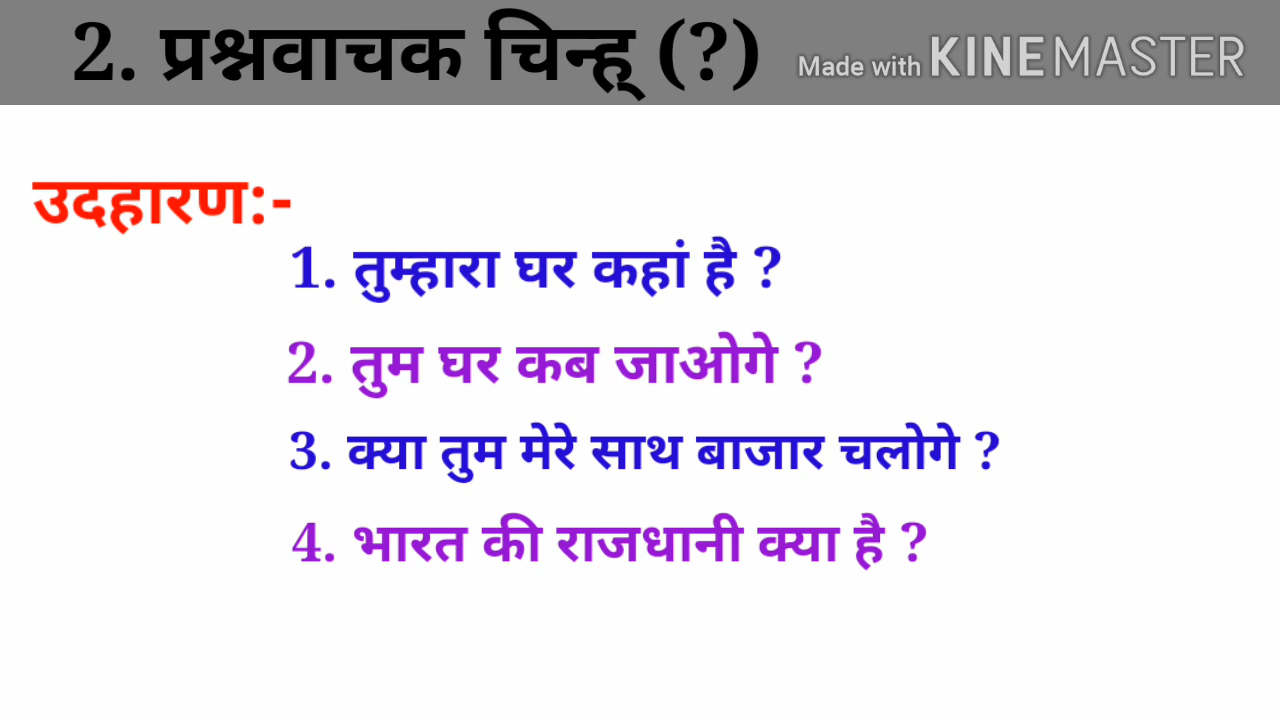 2. प्रश्नवाचक चिन्ह् (?)
Made with KINEMASTER
उदहारण:-
1. तुम्हारा घर कहां है ?
2. तुम घर कब जाओगे ?
3. क्या तुम मेरे साथ बाजार चलोगे ?
4. भारत की राजधानी क्या है ?